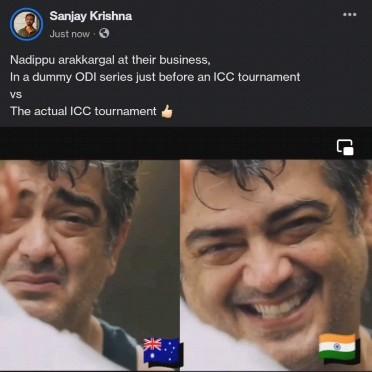 Sanjay Krishna
Just now ·
Nadippu arakkargal at their business,
In a dummy ODI series just before an ICC tournament
vs
The actual ICC tournament 👍🏻